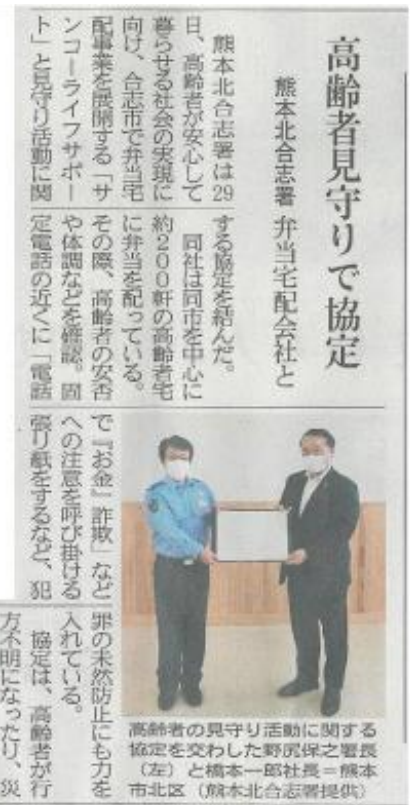 高齢者見守りで協定
熊本北合志署 弁当宅配会社と
熊本北合志署は29
日、高齢者が安心して
暮らせる社会の実現に
向け、合志市で弁当宅
配事業を展開する「サ
ンコーライフサポー
ト」と見守り活動に関
する協定を結んだ。
同社は同市を中心に
約200軒の高齢者宅
に弁当を配っている。
その際、高齢者の安否
や体調などを確認。固
定電話の近くに「電話
で『お金』詐欺」など
への注意を呼び掛ける
張り紙をするなど、犯
罪の未然防止にも力を
入れている。
協定は、高齢者が行
方不明になったり、災
高齢者の見守り活動に関する
協定を交わした野尻保之署長
(左)と橋本一郎社長=熊本
市北区(熊本北合志署提供)